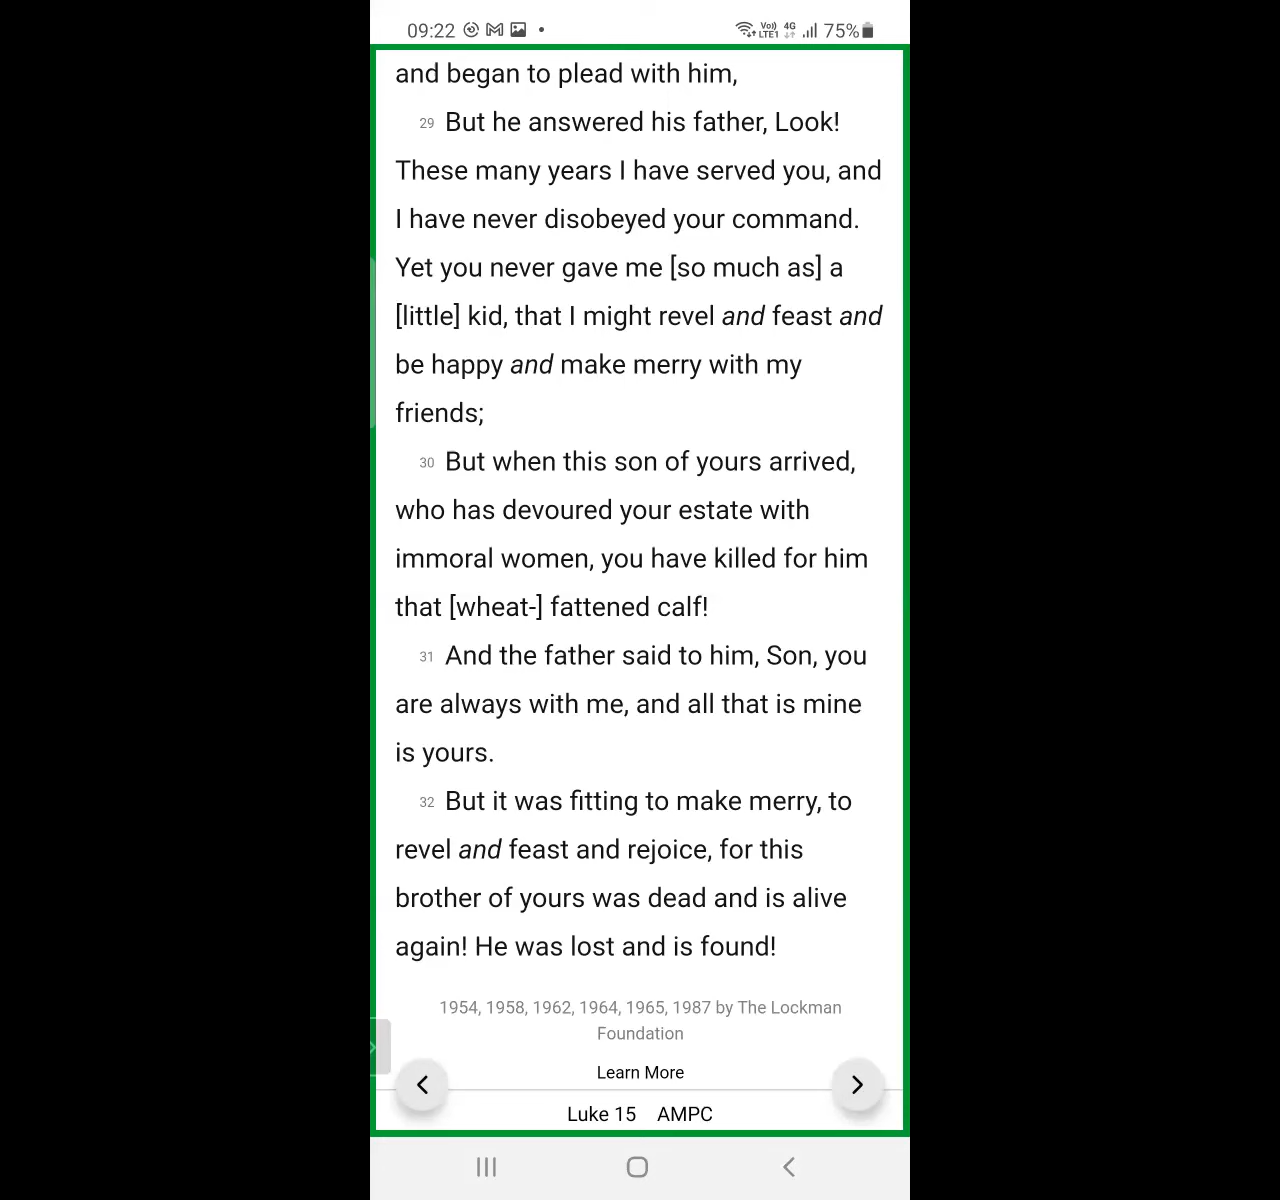 09:22 Vo)) LTE1 4G 75%
and began to plead with him,
29 But he answered his father, Look!
These many years I have served you, and
I have never disobeyed your command.
Yet you never gave me [so much as] a
[little] kid, that I might revel and feast and
be happy and make merry with my
friends;
30 But when this son of yours arrived,
who has devoured your estate with
immoral women, you have killed for him
that [wheat-] fattened calf!
31 And the father said to him, Son, you
are always with me, and all that is mine
is yours.
32 But it was fitting to make merry, to
revel and feast and rejoice, for this
brother of yours was dead and is alive
again! He was lost and is found!
1954, 1958, 1962, 1964, 1965, 1987 by The Lockman
Foundation
Learn More
Luke 15 AMPC